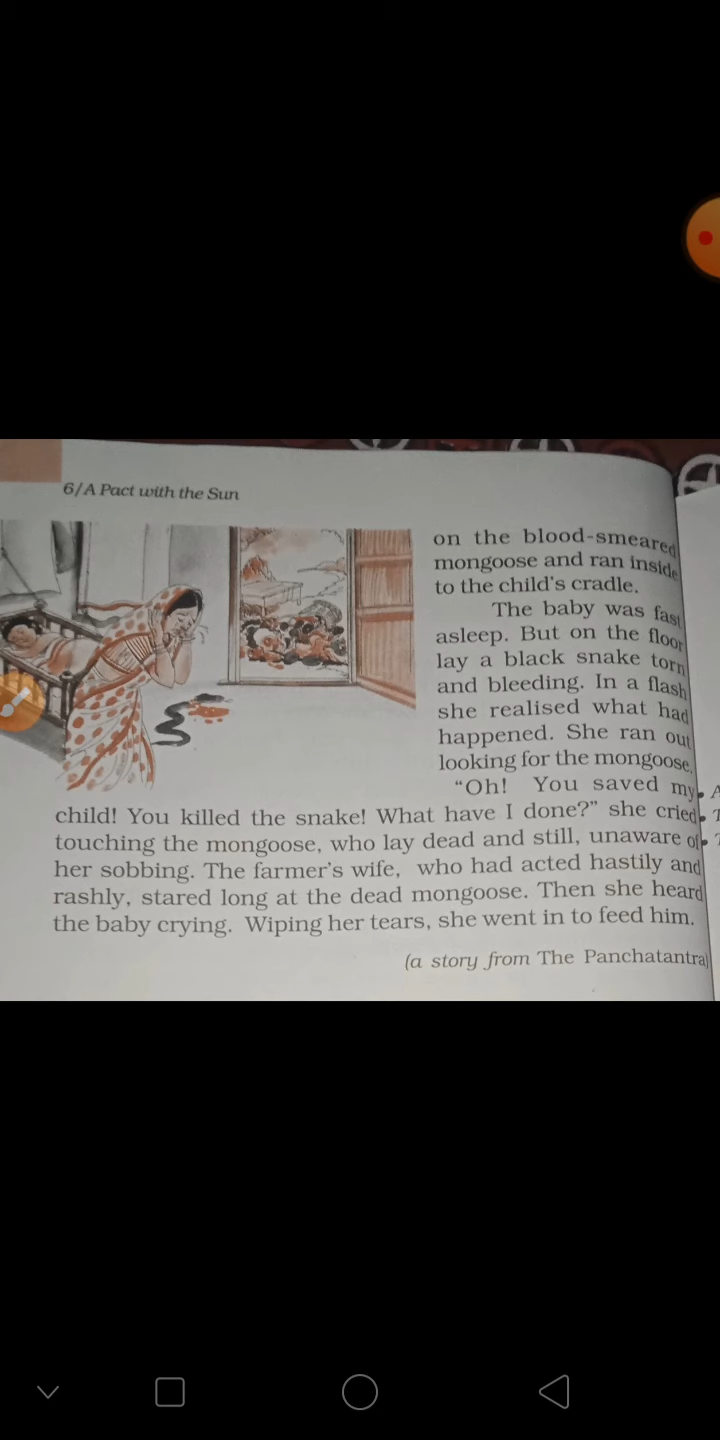 6/A Pact with the Sun
on the blood-smeared
mongoose and ran inside
to the child's cradle.
The baby was fast
asleep. But on the floor
lay a black snake torn
and bleeding. In a flash
she realised what had
happened. She ran out
looking for the mongoose.
“Oh! You saved my
child! You killed the snake! What have I done?” she cried
touching the mongoose, who lay dead and still, unaware of
her sobbing. The farmer's wife, who had acted hastily and
rashly, stared long at the dead mongoose. Then she heard
the baby crying. Wiping her tears, she went in to feed him.
(a story from The Panchatantra)